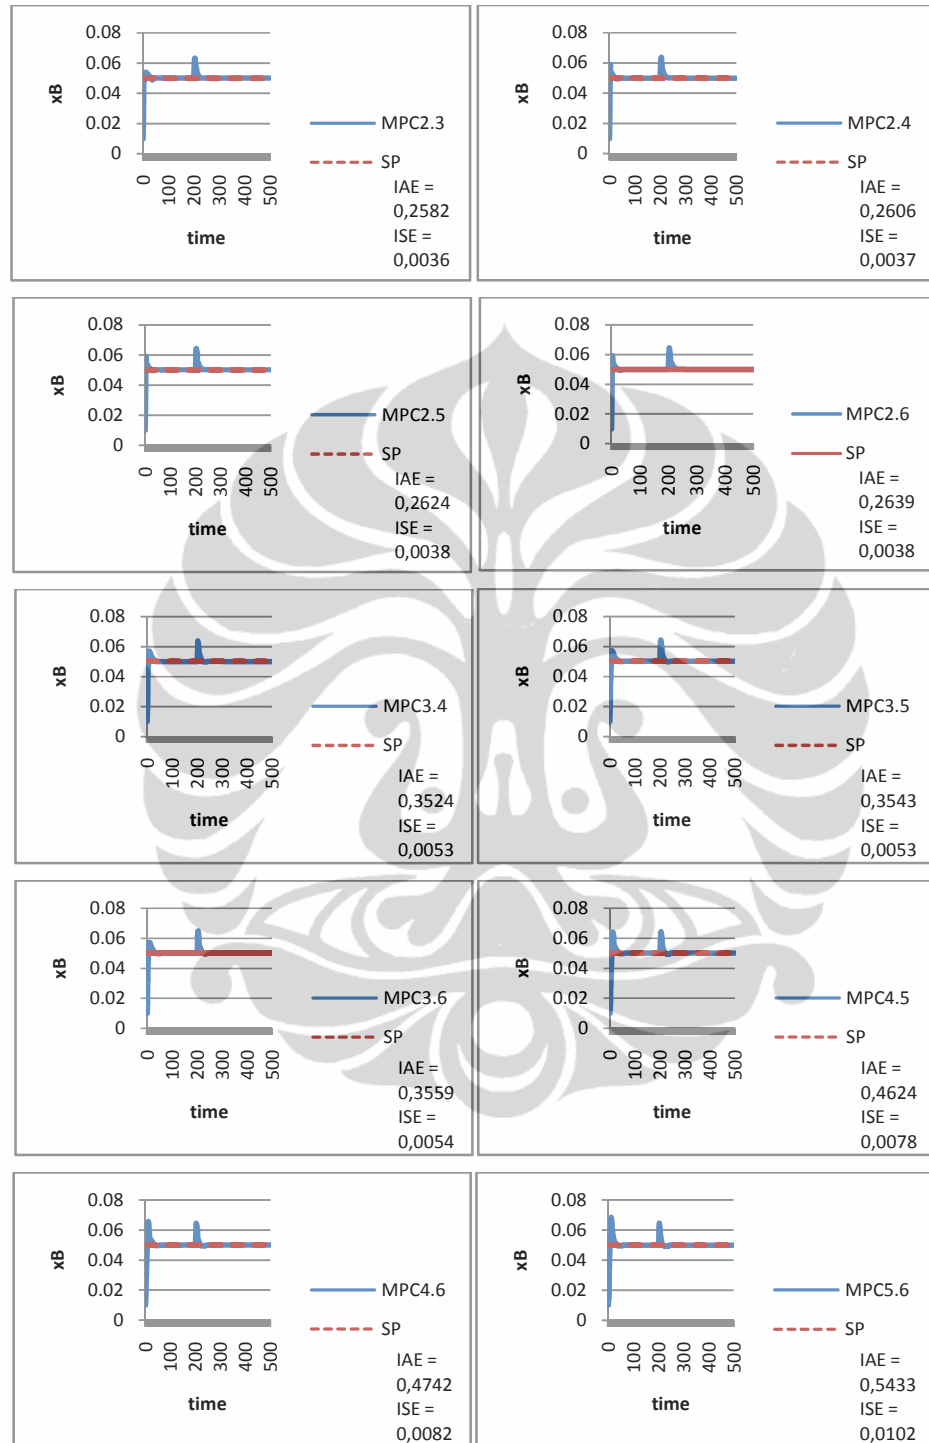 0.08
0.06
0.04
0.02
0
xB
0
100
200
300
400
500
time
MPC2.3
SP
IAE =
0,2582
ISE =
0,0036
0.08
0.06
0.04
0.02
0
xB
0
100
200
300
400
500
time
MPC2.4
SP
IAE =
0,2606
ISE =
0,0037
0.08
0.06
0.04
0.02
0
xB
0
100
200
300
400
500
time
MPC2.5
SP
IAE =
0,2624
ISE =
0,0038
0.08
0.06
0.04
0.02
0
xB
0
100
200
300
400
500
time
MPC2.6
SP
IAE =
0,2639
ISE =
0,0038
0.08
0.06
0.04
0.02
0
xB
0
100
200
300
400
500
time
MPC3.4
SP
IAE =
0,3524
ISE =
0,0053
0.08
0.06
0.04
0.02
0
xB
0
100
200
300
400
500
time
MPC3.5
SP
IAE =
0,3543
ISE =
0,0053
0.08
0.06
0.04
0.02
0
xB
0
100
200
300
400
500
time
MPC3.6
SP
IAE =
0,3559
ISE =
0,0054
0.08
0.06
0.04
0.02
0
xB
0
100
200
300
400
500
time
MPC4.5
SP
IAE =
0,4624
ISE =
0,0078
0.08
0.06
0.04
0.02
0
xB
0
100
200
300
400
500
time
MPC4.6
SP
IAE =
0,4742
ISE =
0,0082
0.08
0.06
0.04
0.02
0
xB
0
100
200
300
400
500
time
MPC5.6
SP
IAE =
0,5433
ISE =
0,0102